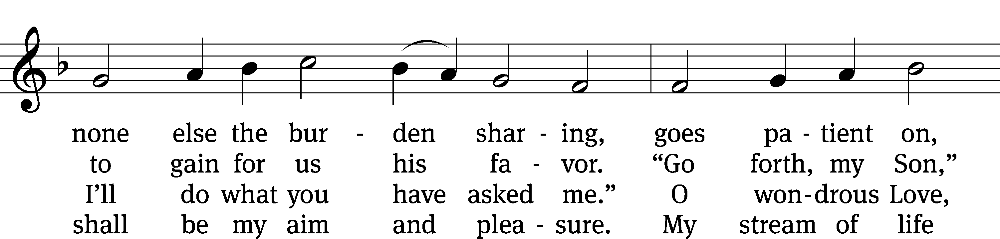 none else the bur - den shar - ing, goes pa - tient on,
to gain for us his fa - vor. “Go forth, my Son,”
I’ll do what you have asked me.” O won - drous Love,
shall be my aim and plea - sure. My stream of life